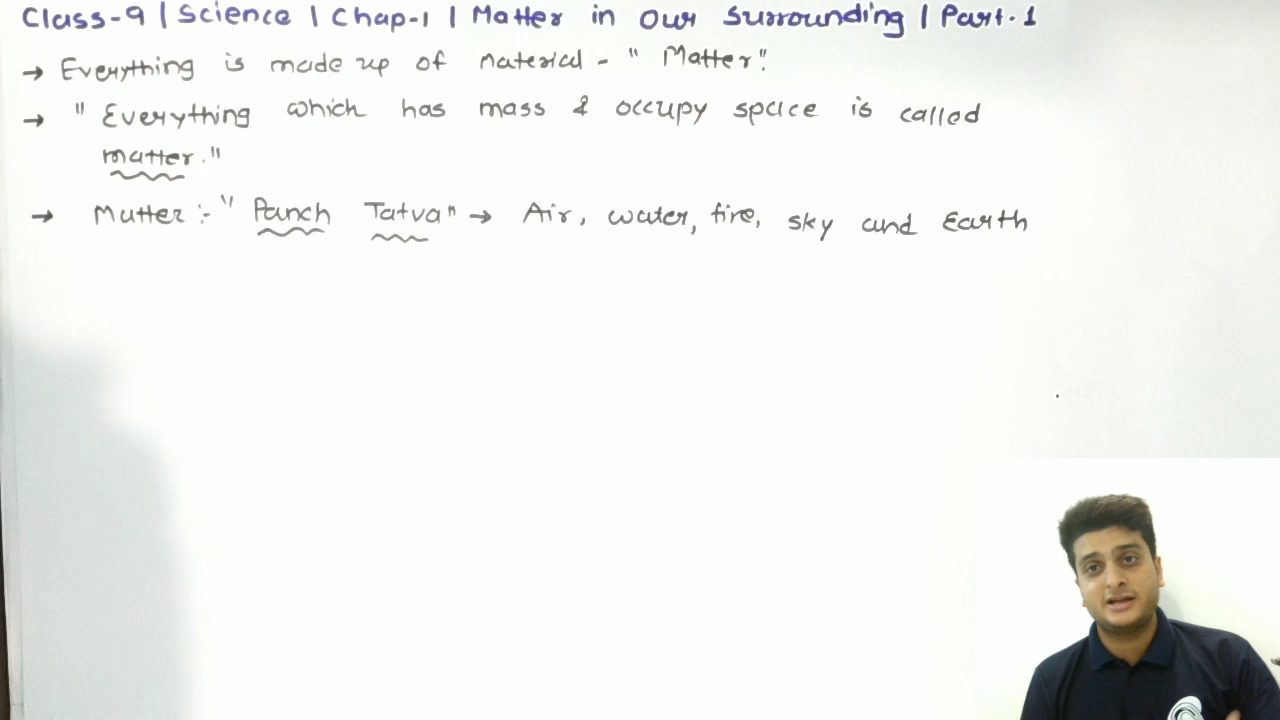 Class-9 | Science | Chap-1 | Matter in Our Surrounding | Part-1
→ Everything is made up of material - "Matter".
→ "Everything which has mass & occupy space is called
matter."
→ Matter :- "Panch Tatva" → Air, water, fire, sky and Earth